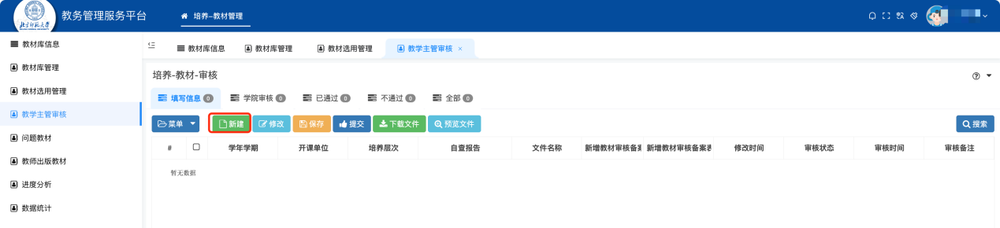 北京师范大学
教务管理服务平台
培养-教材管理
教材库信息
教材库管理
教材选用管理
教学主管审核
问题教材
教师出版教材
进度分析
数据统计
教材库信息 教材库管理 教材选用管理 教学主管审核 ×
培养-教材-审核
填写信息 0 学院审核 0 已通过 0 不通过 0 全部 0
菜单 新建 修改 保存 提交 下载文件 预览文件 搜索
# 学年学期 开课单位 培养层次 自查报告 文件名称 新增教材审核备案 新增教材审核备案表 修改时间 审核状态 审核时间 审核备注
暂无数据